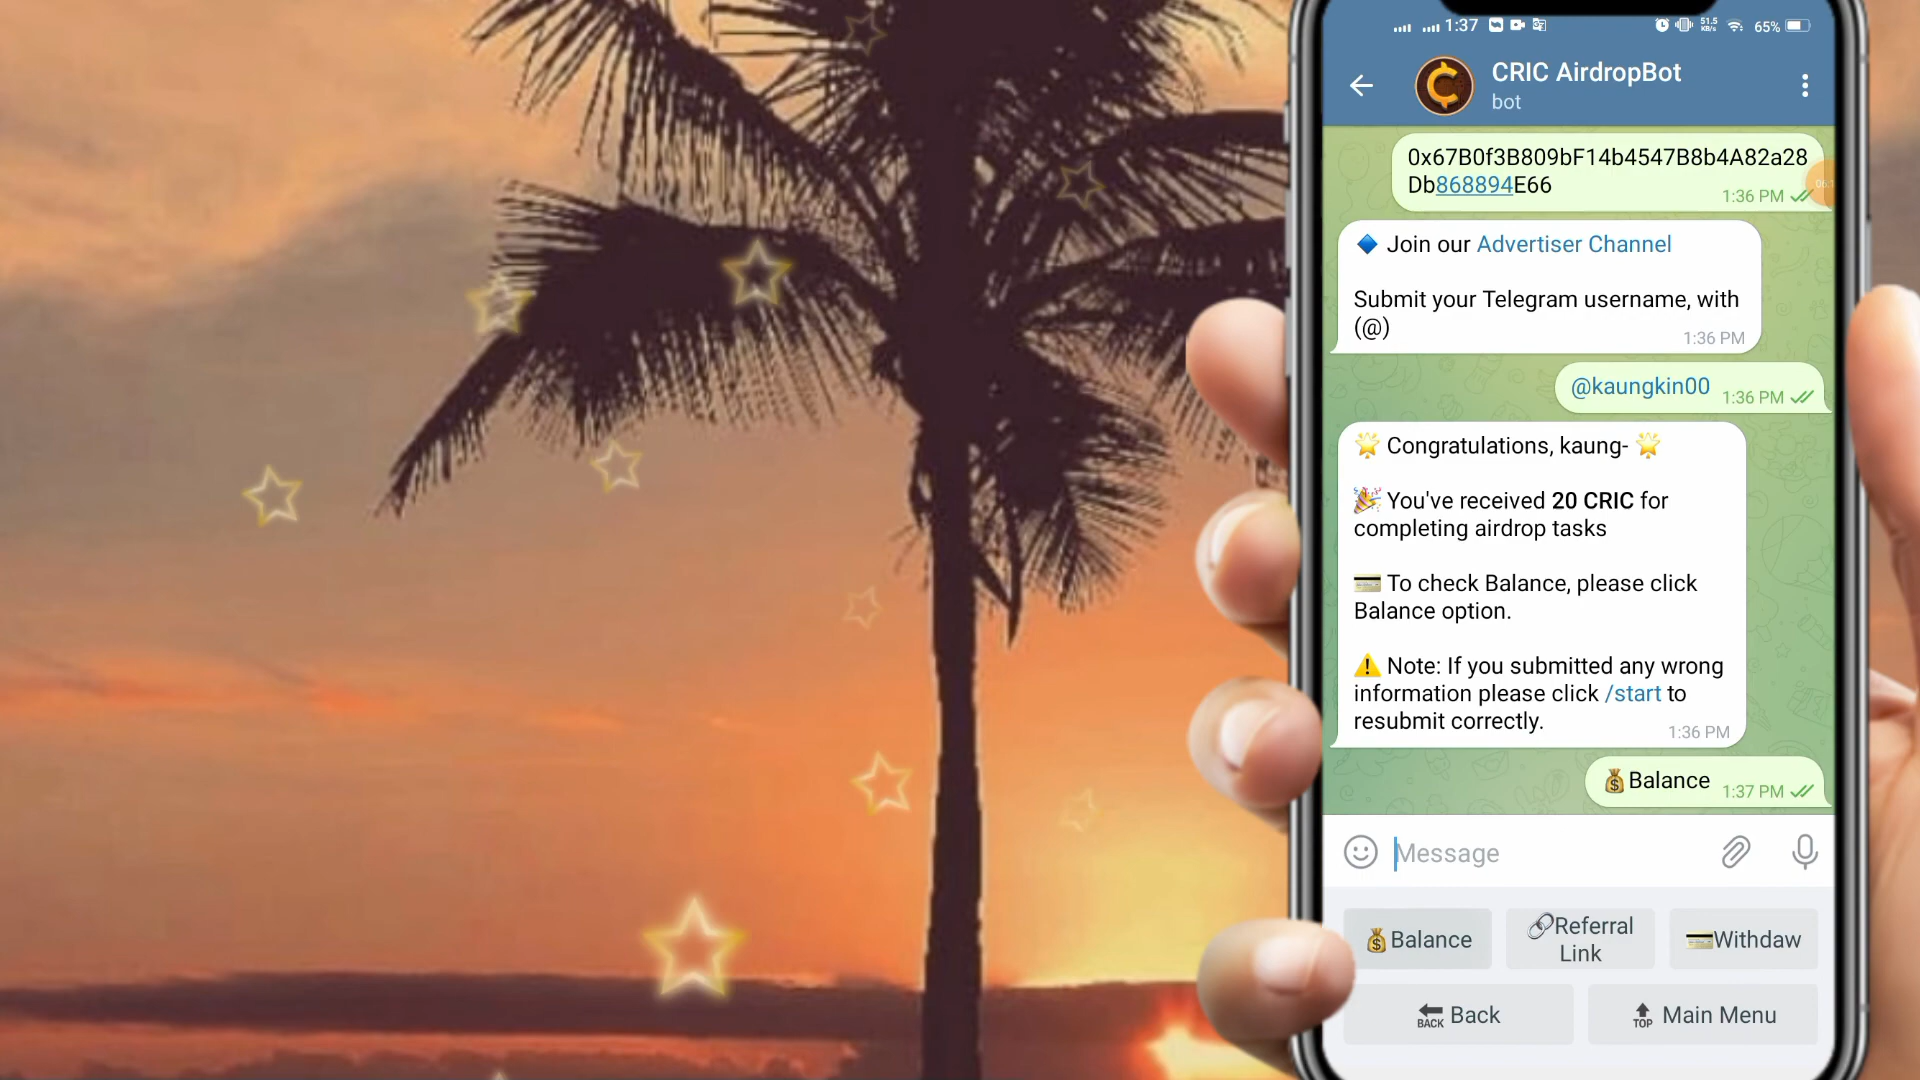 1:37
51.5
KB/s
65%
CRIC AirdropBot
bot
0x67B0f3B809bF14b4547B8b4A82a28
Db868894E66
1:36 PM
🔷 Join our Advertiser Channel
Submit your Telegram username, with
(@)
1:36 PM
@kaungkin00 1:36 PM
🌟 Congratulations, kaung- 🌟
🎉 You've received 20 CRIC for
completing airdrop tasks
💳 To check Balance, please click
Balance option.
⚠️ Note: If you submitted any wrong
information please click /start to
resubmit correctly.
1:36 PM
💰Balance 1:37 PM
Message
💰Balance
🔗Referral
Link
💳Withdaw
🔙 BACK Back
🔝 TOP Main Menu